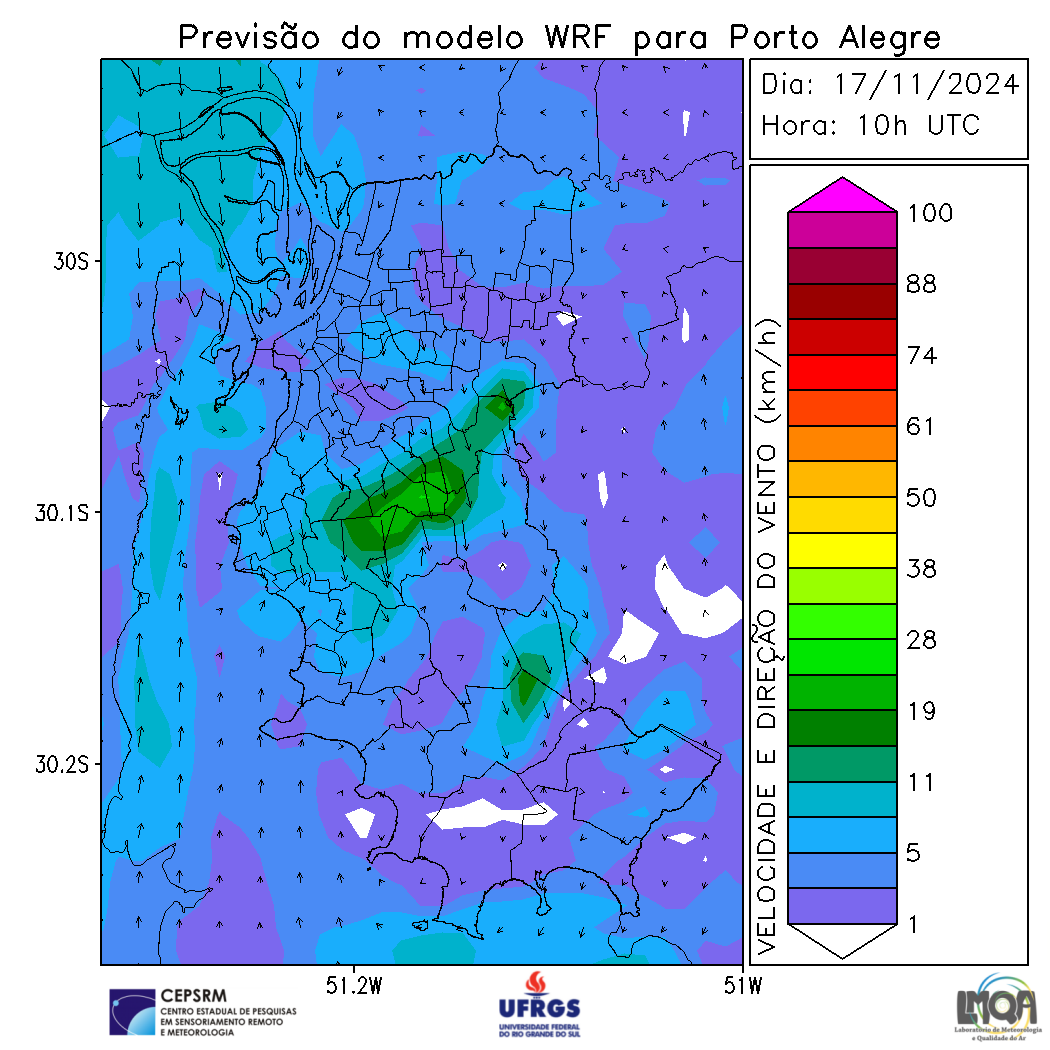 Previsão do modelo WRF para Porto Alegre
Dia: 17/11/2024
Hora: 10h UTC
30S
30.1S
30.2S
51.2W
51W
VELOCIDADE E DIREÇÃO DO VENTO (km/h)
100
88
74
61
50
38
28
19
11
5
1
CEPSRM
CENTRO ESTADUAL DE PESQUISAS
EM SENSORIAMENTO REMOTO
E METEOROLOGIA
UFRGS
UNIVERSIDADE FEDERAL
DO RIO GRANDE DO SUL
LMQA
Laboratório de Meteorologia
e Qualidade do Ar